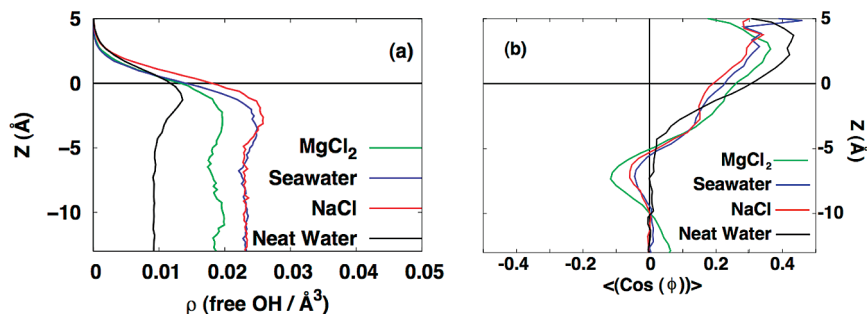 (a)
5
0
−5
−10
Z (Å)
MgCl2
Seawater
NaCl
Neat Water
0 0.01 0.02 0.03 0.04 0.05
ρ (free OH / Å³)
(b)
5
0
−5
−10
Z (Å)
MgCl2
Seawater
NaCl
Neat Water
-0.4 -0.2 0 0.2 0.4
<(Cos (ϕ))>